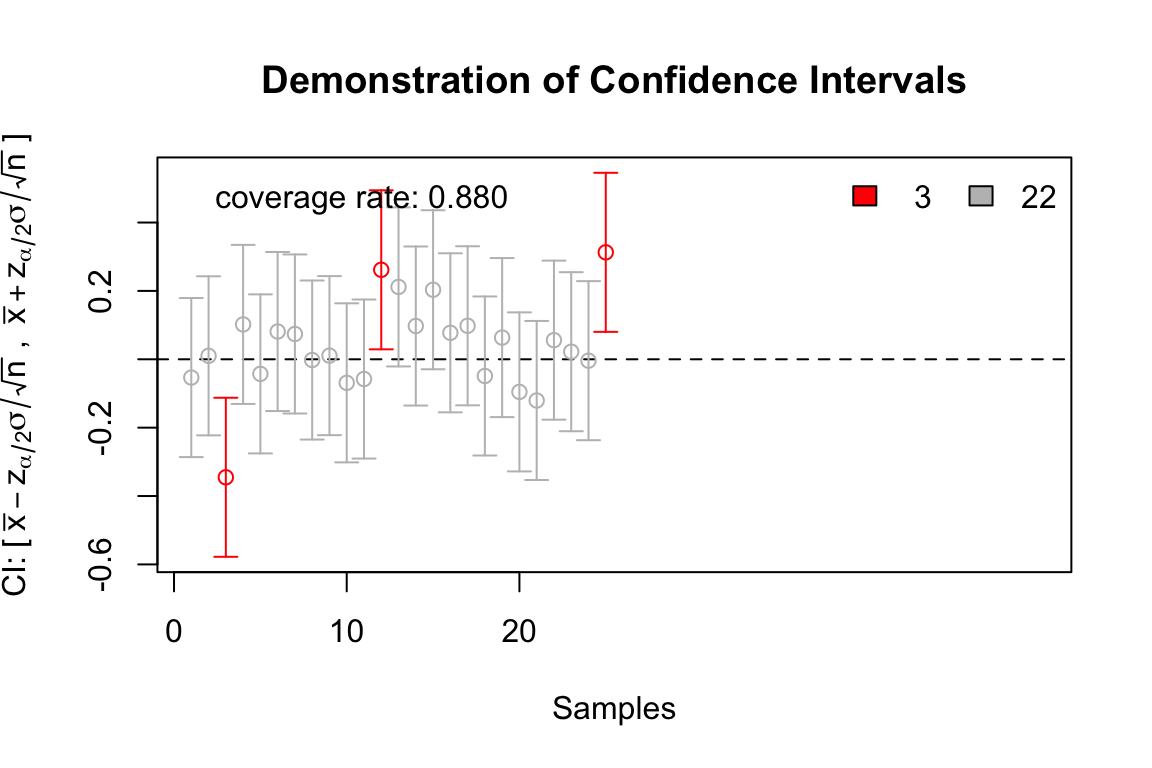 Demonstration of Confidence Intervals
coverage rate: 0.880
3 22
CI: [ x̅ − zα/2σ/√n , x̅ + zα/2σ/√n ]
0.2
-0.2
-0.6
0 10 20
Samples